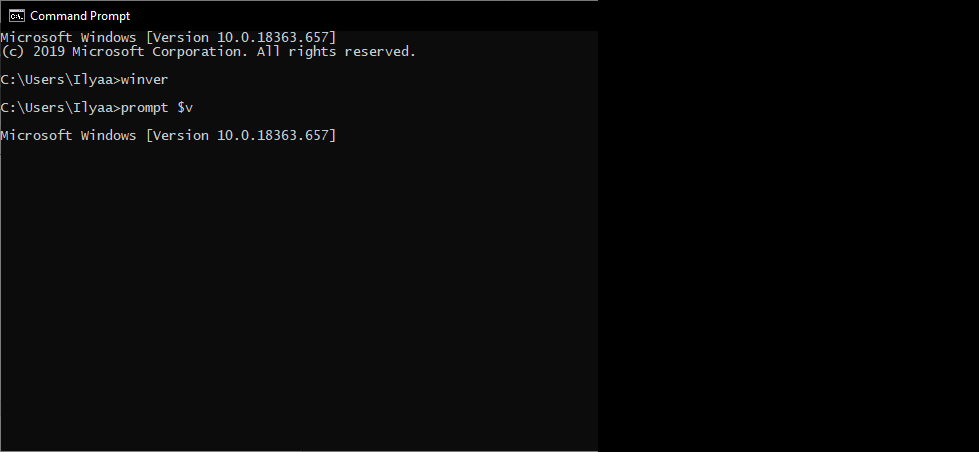 Command Prompt
Microsoft Windows [Version 10.0.18363.657]
(c) 2019 Microsoft Corporation. All rights reserved.
C:\Users\Ilyaa>winver
C:\Users\Ilyaa>prompt $v
Microsoft Windows [Version 10.0.18363.657]